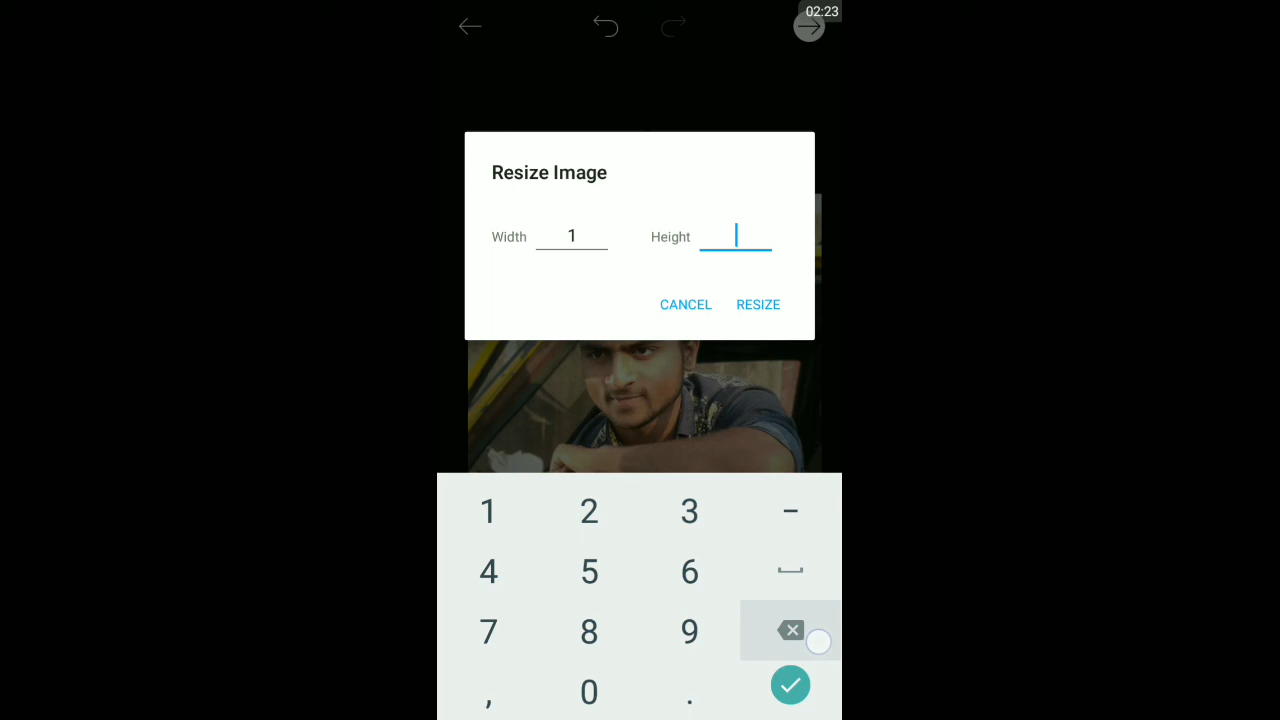 02:23
Resize Image
Width 1 Height
CANCEL RESIZE
1 2 3 -
4 5 6
7 8 9
, 0 .